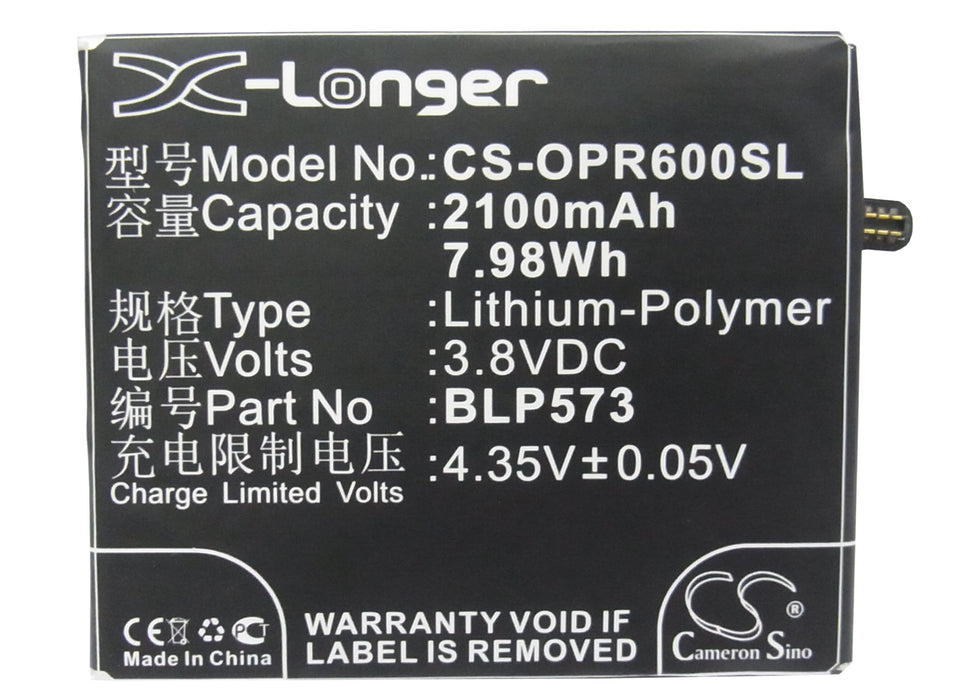 X-Longer
型号Model No.:CS-OPR600SL
容量Capacity :2100mAh
7.98Wh
规格Type :Lithium-Polymer
电压Volts :3.8VDC
编号Part No :BLP573
充电限制电压 :4.35V±0.05V
Charge Limited Volts
CE PCT
Made In China
WARRANTY VOID IF
LABEL IS REMOVED
CS®
Cameron Sino